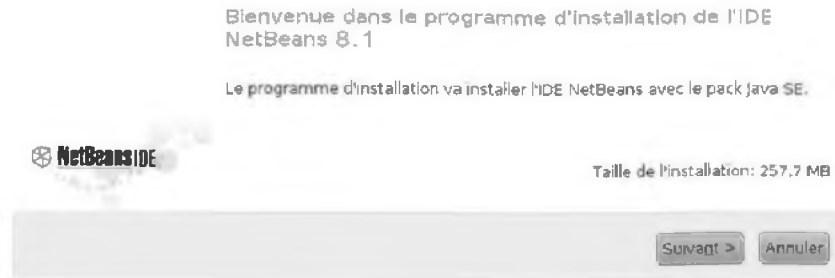 Bienvenue dans le programme d'installation de l'IDE
NetBeans 8.1
Le programme d'installation va installer l'IDE NetBeans avec le pack Java SE.
NetBeans IDE
Taille de l'installation: 257.7 MB
Suivant >
Annuler